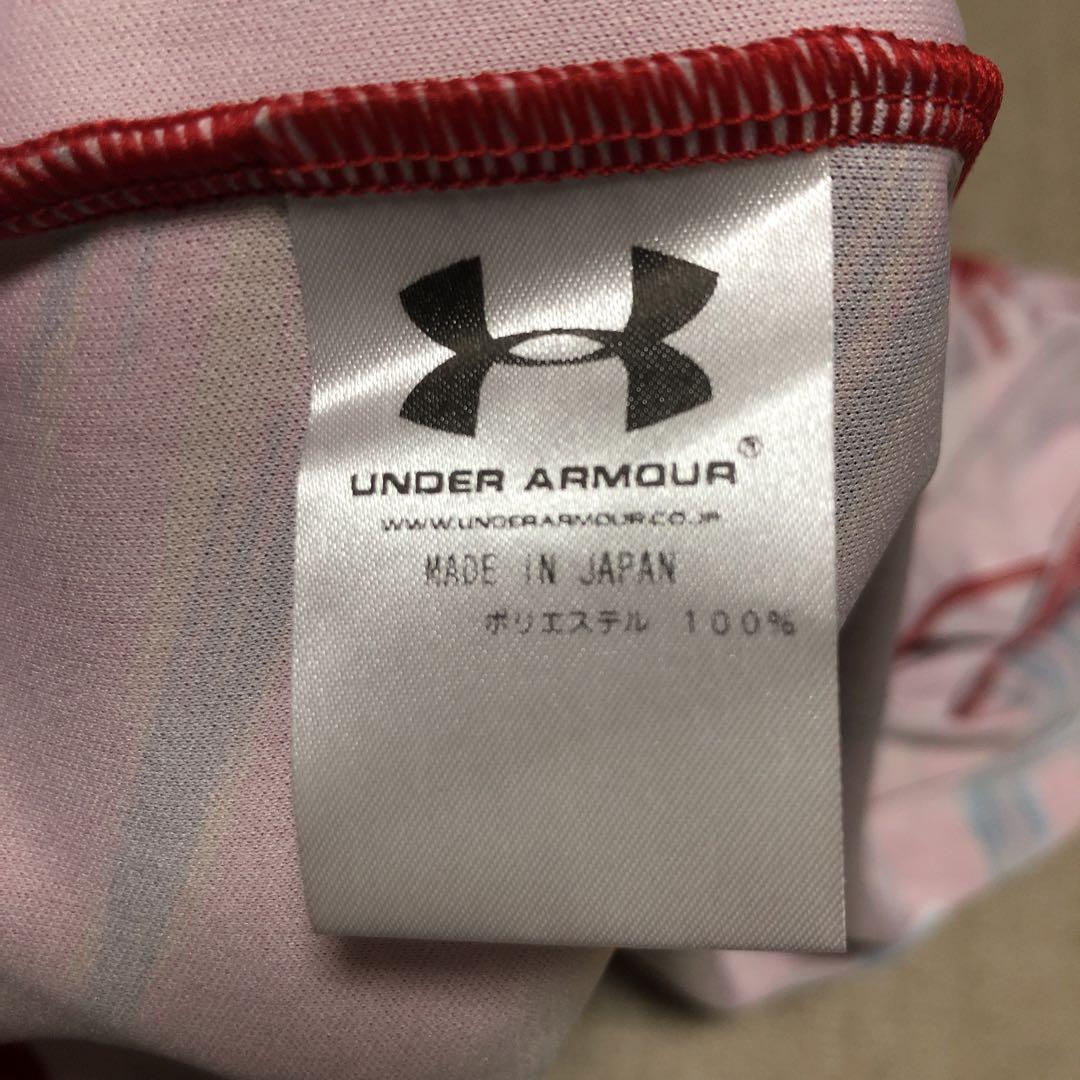 UNDER ARMOUR®
WWW.UNDERARMOUR.CO.JP
MADE IN JAPAN
ポリエステル 100%